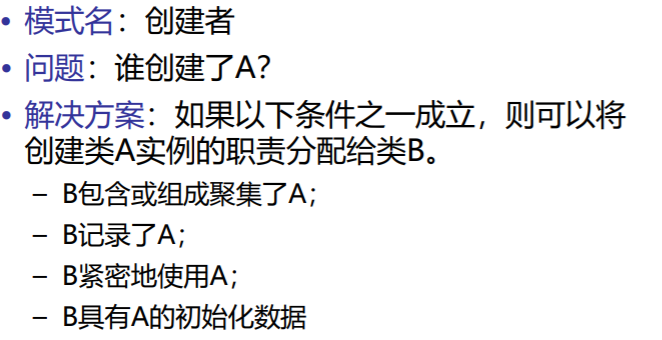 • 模式名：创建者
• 问题：谁创建了A?
• 解决方案：如果以下条件之一成立，则可以将
创建类A实例的职责分配给类B。
– B包含或组成聚集了A；
– B记录了A；
– B紧密地使用A；
– B具有A的初始化数据